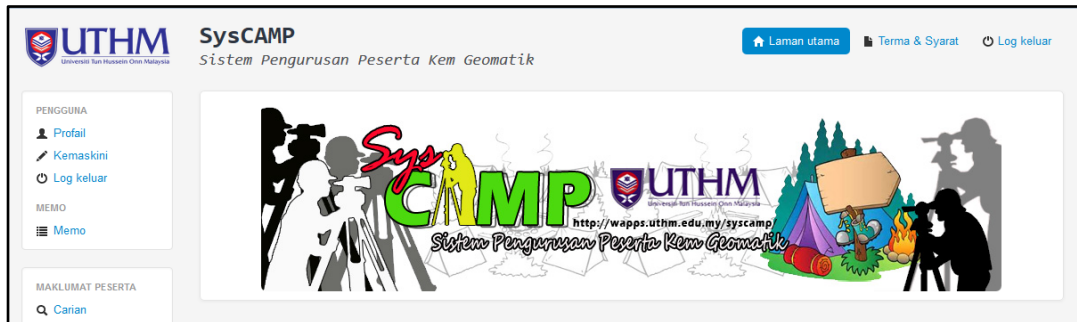 UTHM
Universiti Tun Hussein Onn Malaysia
SysCAMP
Sistem Pengurusan Peserta Kem Geomatik
Laman utama
Terma & Syarat
Log keluar
PENGGUNA
Profail
Kemaskini
Log keluar
MEMO
Memo
MAKLUMAT PESERTA
Carian
Sys
CAMP
UTHM
Universiti Tun Hussein Onn Malaysia
http://wapps.uthm.edu.my/syscamp
Sistem Pengurusan Peserta Kem Geomatik